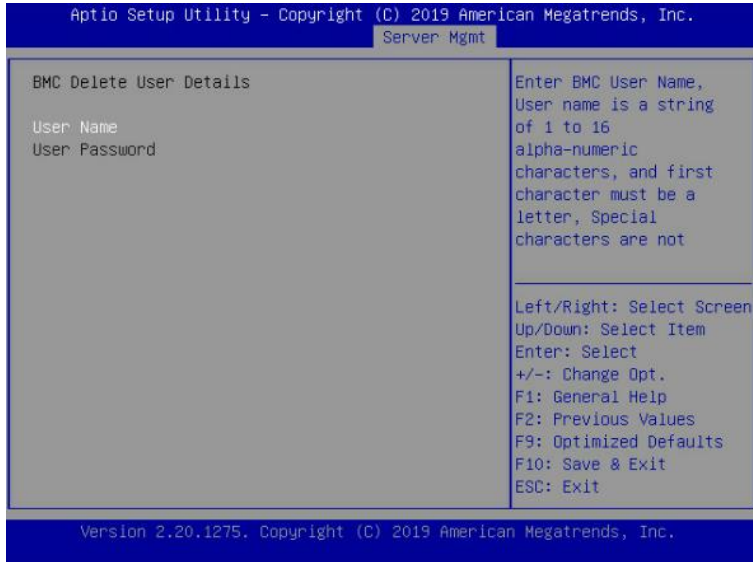 Aptio Setup Utility – Copyright (C) 2019 American Megatrends, Inc.
Server Mgmt
BMC Delete User Details
User Name
User Password
Enter BMC User Name,
User name is a string
of 1 to 16
alpha-numeric
characters, and first
character must be a
letter, Special
characters are not
Left/Right: Select Screen
Up/Down: Select Item
Enter: Select
+/-: Change Opt.
F1: General Help
F2: Previous Values
F9: Optimized Defaults
F10: Save & Exit
ESC: Exit
Version 2.20.1275. Copyright (C) 2019 American Megatrends, Inc.